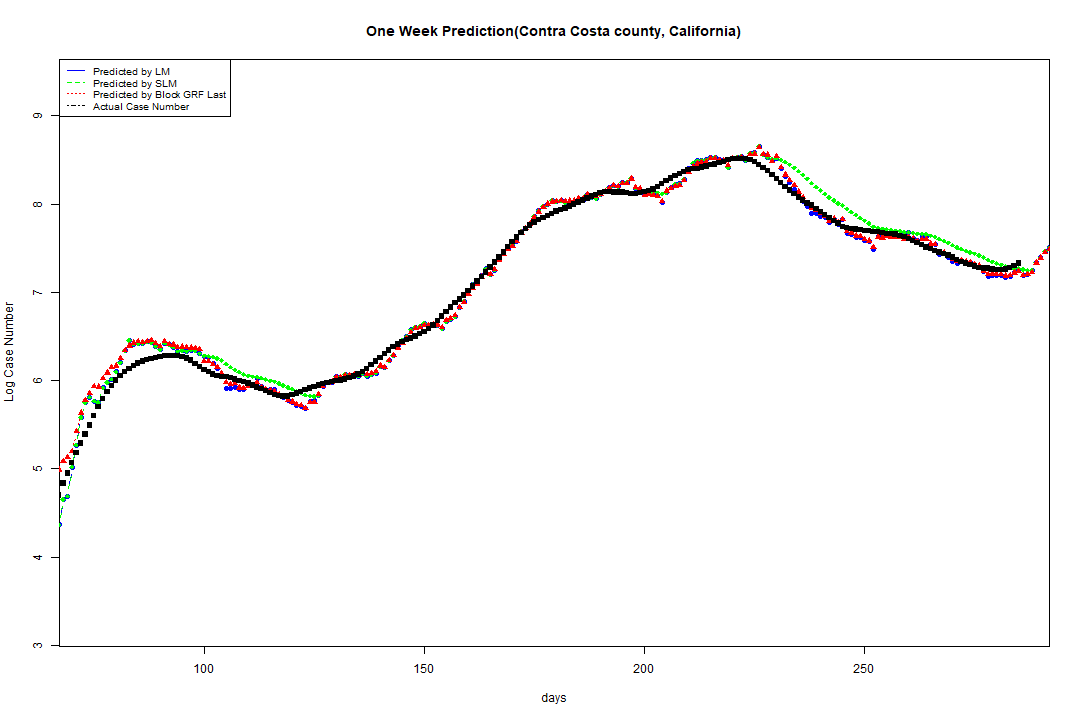 One Week Prediction(Contra Costa county, California)
Predicted by LM
Predicted by SLM
Predicted by Block GRF Last
Actual Case Number
9
8
7
6
5
4
3
Log Case Number
100 150 200 250
days